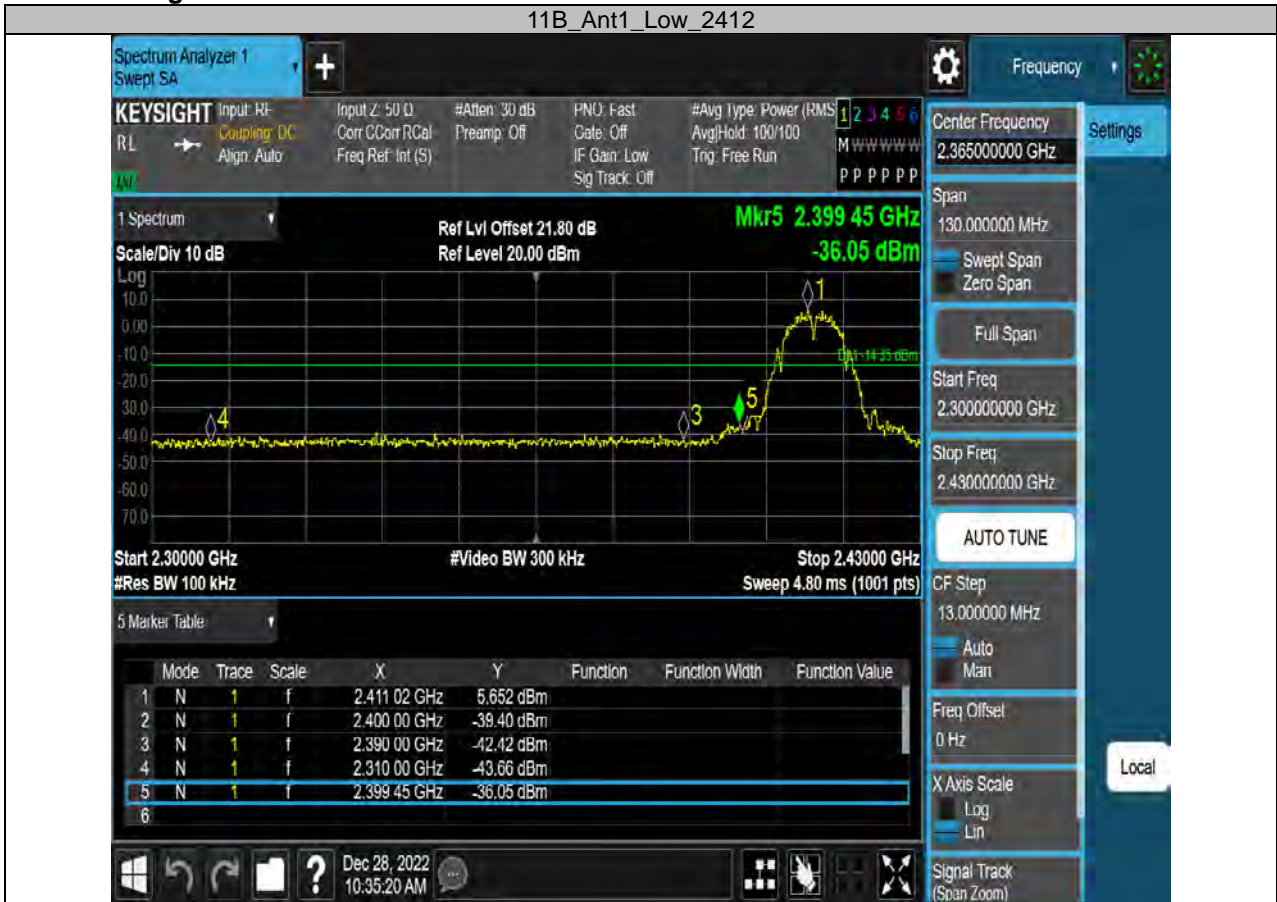 11B_Ant1_Low_2412
Spectrum Analyzer 1
Swept SA
+
Frequency
KEYSIGHT
RL
Input: RF
Coupling: DC
Align: Auto
Input Z: 50 Ω
Corr CCorr RCal
Freq Ref: Int (S)
#Atten: 30 dB
Preamp: Off
PNO: Fast
Gate: Off
IF Gain: Low
Sig Track: Off
#Avg Type: Power (RMS
Avg|Hold: 100/100
Trig: Free Run
1 2 3 4 5 6
M W W W W W
P P P P P P
1 Spectrum
Scale/Div 10 dB
Ref Lvl Offset 21.80 dB
Ref Level 20.00 dBm
Mkr5 2.399 45 GHz
-36.05 dBm
Log
10.0
0.00
-10.0
-20.0
-30.0
-40.0
-50.0
-60.0
-70.0
1
DL1 -14.35 dBm
4
3
5
Start 2.30000 GHz
#Video BW 300 kHz
Stop 2.43000 GHz
#Res BW 100 kHz
Sweep 4.80 ms (1001 pts)
5 Marker Table
Mode Trace Scale X Y Function Function Width Function Value
1 N 1 f 2.411 02 GHz 5.652 dBm
2 N 1 f 2.400 00 GHz -39.40 dBm
3 N 1 f 2.390 00 GHz -42.42 dBm
4 N 1 f 2.310 00 GHz -43.66 dBm
5 N 1 f 2.399 45 GHz -36.05 dBm
6
?
Dec 28, 2022
10:35:20 AM
Center Frequency
2.365000000 GHz
Settings
Span
130.000000 MHz
Swept Span
Zero Span
Full Span
Start Freq
2.300000000 GHz
Stop Freq
2.430000000 GHz
AUTO TUNE
CF Step
13.000000 MHz
Auto
Man
Freq Offset
0 Hz
Local
X Axis Scale
Log
Lin
Signal Track
(Span Zoom)